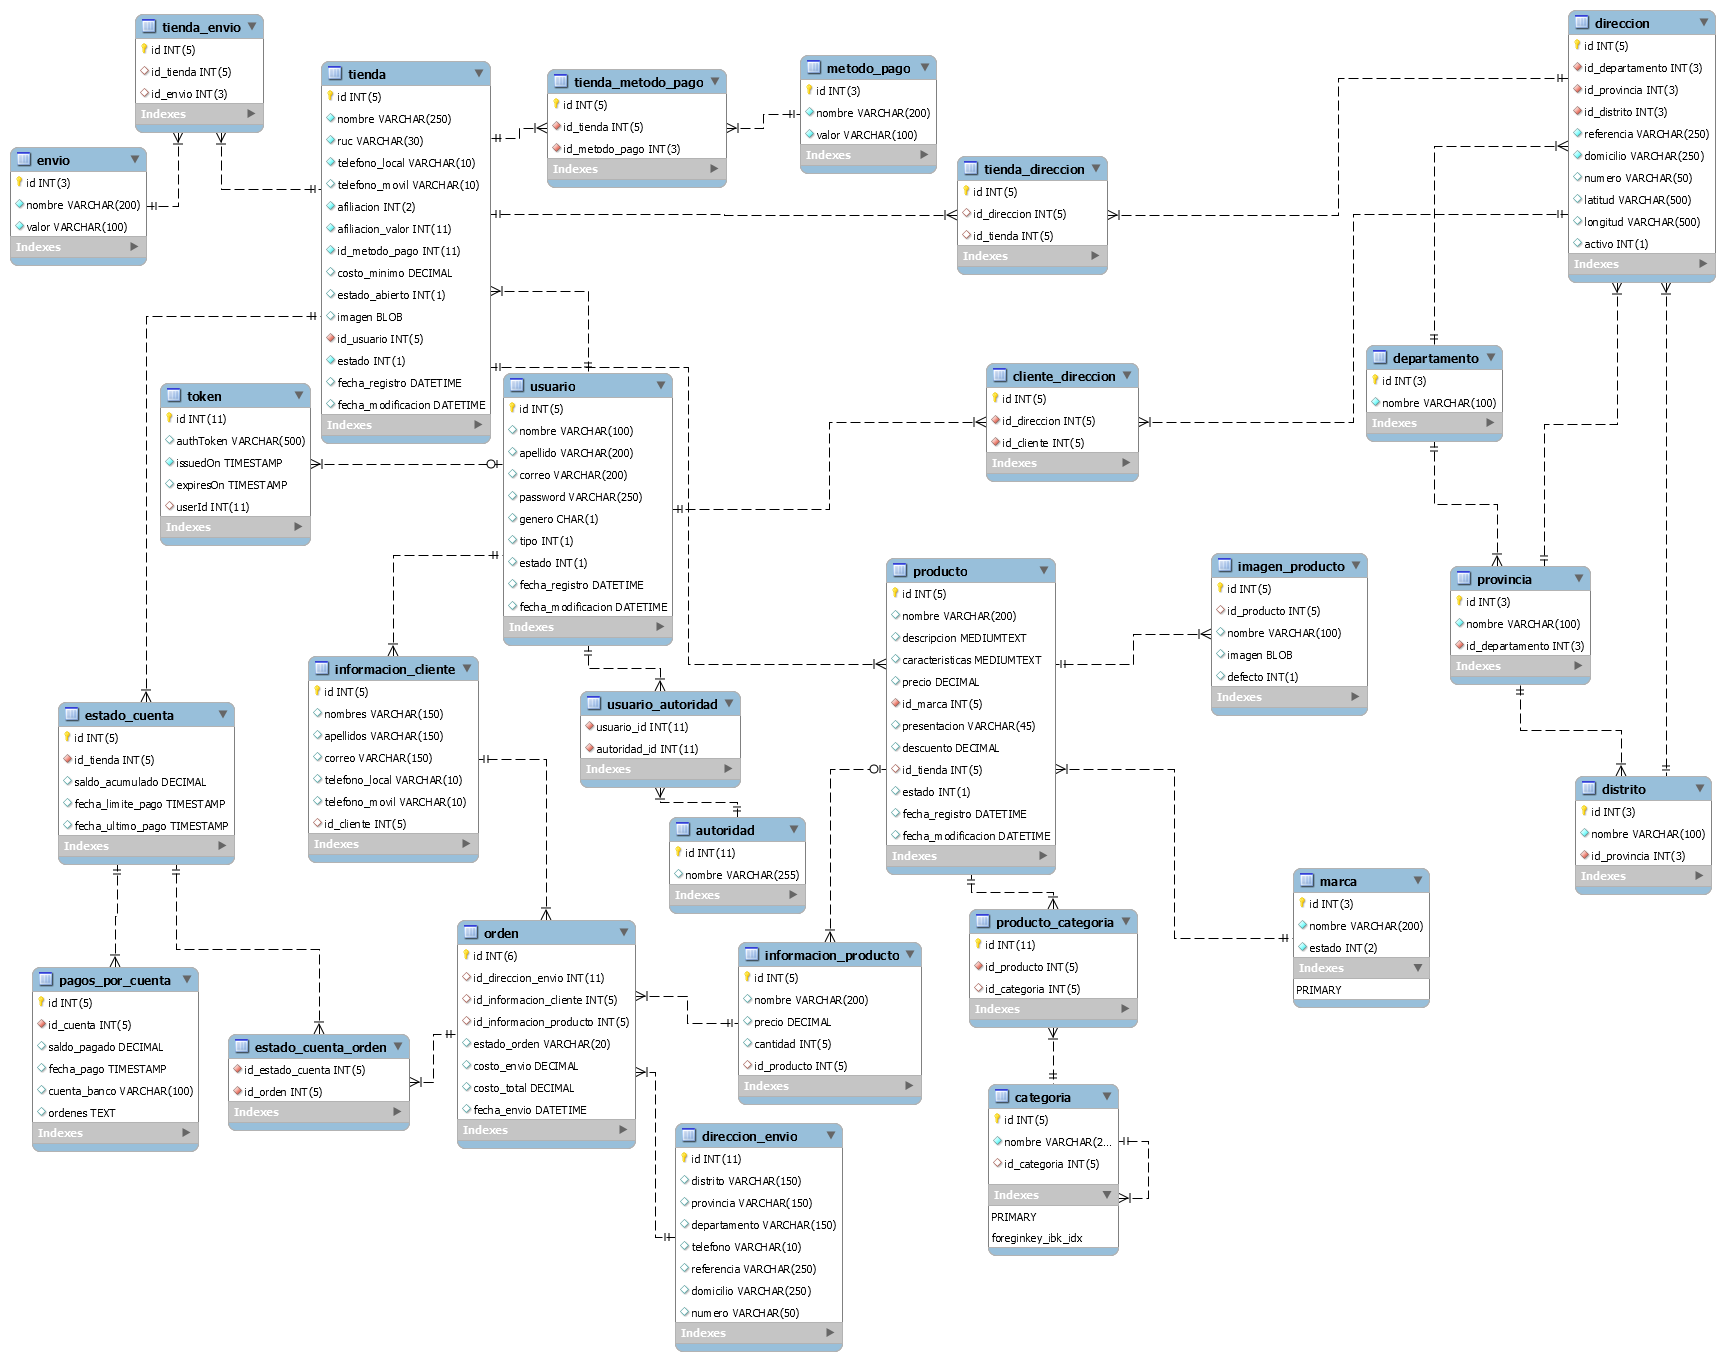 tienda_envio
id INT(5)
id_tienda INT(5)
id_envio INT(3)
Indexes
envio
id INT(3)
nombre VARCHAR(200)
valor VARCHAR(100)
Indexes
tienda
id INT(5)
nombre VARCHAR(250)
ruc VARCHAR(30)
telefono_local VARCHAR(10)
telefono_movil VARCHAR(10)
afiliacion INT(2)
afiliacion_valor INT(11)
id_metodo_pago INT(11)
costo_minimo DECIMAL
estado_abierto INT(1)
imagen BLOB
id_usuario INT(5)
estado INT(1)
fecha_registro DATETIME
fecha_modificacion DATETIME
Indexes
tienda_metodo_pago
id INT(5)
id_tienda INT(5)
id_metodo_pago INT(3)
Indexes
metodo_pago
id INT(3)
nombre VARCHAR(200)
valor VARCHAR(100)
Indexes
tienda_direccion
id INT(5)
id_direccion INT(5)
id_tienda INT(5)
Indexes
direccion
id INT(5)
id_departamento INT(3)
id_provincia INT(3)
id_distrito INT(3)
referencia VARCHAR(250)
domicilio VARCHAR(250)
numero VARCHAR(50)
latitud VARCHAR(500)
longitud VARCHAR(500)
activo INT(1)
Indexes
token
id INT(11)
authToken VARCHAR(500)
issuedOn TIMESTAMP
expiresOn TIMESTAMP
userId INT(11)
Indexes
usuario
id INT(5)
nombre VARCHAR(100)
apellido VARCHAR(200)
correo VARCHAR(200)
password VARCHAR(250)
genero CHAR(1)
tipo INT(1)
estado INT(1)
fecha_registro DATETIME
fecha_modificacion DATETIME
Indexes
cliente_direccion
id INT(5)
id_direccion INT(5)
id_cliente INT(5)
Indexes
departamento
id INT(3)
nombre VARCHAR(100)
Indexes
producto
id INT(5)
nombre VARCHAR(200)
descripcion MEDIUMTEXT
caracteristicas MEDIUMTEXT
precio DECIMAL
id_marca INT(5)
presentacion VARCHAR(45)
descuento DECIMAL
id_tienda INT(5)
estado INT(1)
fecha_registro DATETIME
fecha_modificacion DATETIME
Indexes
imagen_producto
id INT(5)
id_producto INT(5)
nombre VARCHAR(100)
imagen BLOB
defecto INT(1)
Indexes
provincia
id INT(3)
nombre VARCHAR(100)
id_departamento INT(3)
Indexes
informacion_cliente
id INT(5)
nombres VARCHAR(150)
apellidos VARCHAR(150)
correo VARCHAR(150)
telefono_local VARCHAR(10)
telefono_movil VARCHAR(10)
id_cliente INT(5)
Indexes
usuario_autoridad
usuario_id INT(11)
autoridad_id INT(11)
Indexes
estado_cuenta
id INT(5)
id_tienda INT(5)
saldo_acumulado DECIMAL
fecha_limite_pago TIMESTAMP
fecha_ultimo_pago TIMESTAMP
Indexes
autoridad
id INT(11)
nombre VARCHAR(255)
Indexes
distrito
id INT(3)
nombre VARCHAR(100)
id_provincia INT(3)
Indexes
marca
id INT(3)
nombre VARCHAR(200)
estado INT(2)
Indexes
PRIMARY
pagos_por_cuenta
id INT(5)
id_cuenta INT(5)
saldo_pagado DECIMAL
fecha_pago TIMESTAMP
cuenta_banco VARCHAR(100)
ordenes TEXT
Indexes
estado_cuenta_orden
id_estado_cuenta INT(5)
id_orden INT(5)
Indexes
orden
id INT(6)
id_direccion_envio INT(11)
id_informacion_cliente INT(5)
id_informacion_producto INT(5)
estado_orden VARCHAR(20)
costo_envio DECIMAL
costo_total DECIMAL
fecha_envio DATETIME
Indexes
informacion_producto
id INT(5)
nombre VARCHAR(200)
precio DECIMAL
cantidad INT(5)
id_producto INT(5)
Indexes
producto_categoria
id INT(11)
id_producto INT(5)
id_categoria INT(5)
Indexes
categoria
id INT(5)
nombre VARCHAR(2...
id_categoria INT(5)
Indexes
PRIMARY
foreginkey_ibk_idx
direccion_envio
id INT(11)
distrito VARCHAR(150)
provincia VARCHAR(150)
departamento VARCHAR(150)
telefono VARCHAR(10)
referencia VARCHAR(250)
domicilio VARCHAR(250)
numero VARCHAR(50)
Indexes